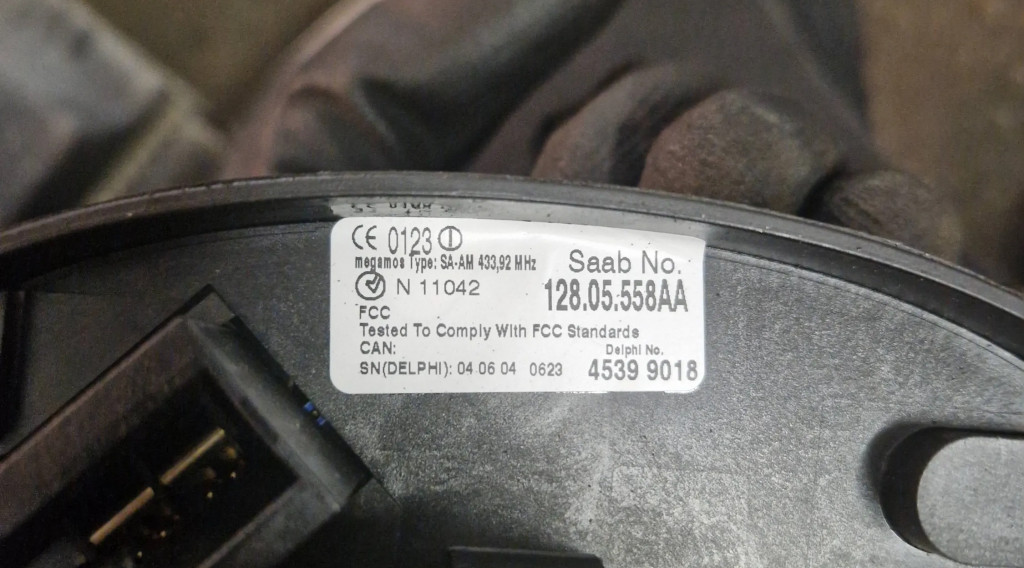 CE 0123
megamos Type: SA-AM 433,92 MHz
Saab No.
N 11042
128.05.558AA
FCC
Tested To Comply With FCC Standards
CAN:
Delphi No.
SN(DELPHI): 04 06 04 0623
4539 9018